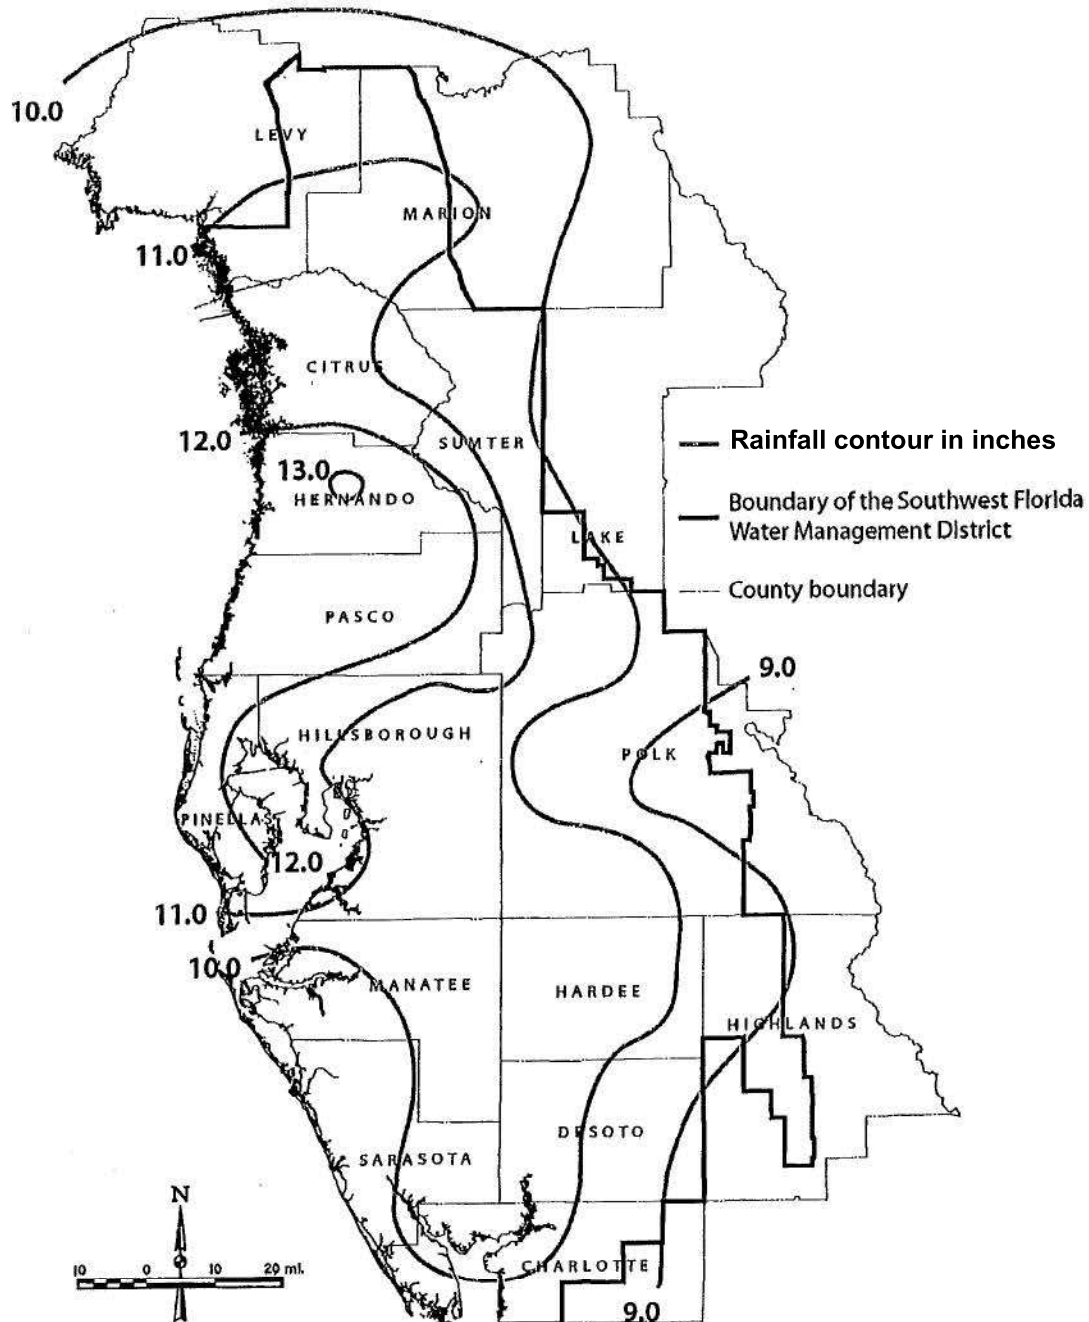 10.0
LEVY
MARION
11.0
CITRUS
12.0
SUMTER
Rainfall contour in inches
13.0
HERNANDO
Boundary of the Southwest Florida
Water Management District
LAKE
County boundary
PASCO
9.0
HILLSBOROUGH
POLK
PINELLAS
12.0
11.0
10.0
MANATEE
HARDEE
HIGHLANDS
DESOTO
SARASOTA
N
CHARLOTTE
10 0 10 20 mi.
9.0